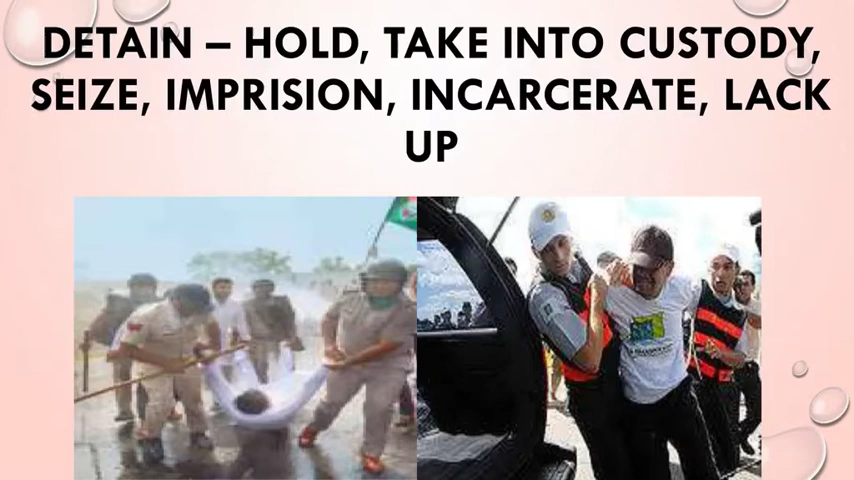 DETAIN – HOLD, TAKE INTO CUSTODY,
SEIZE, IMPRISION, INCARCERATE, LACK
UP